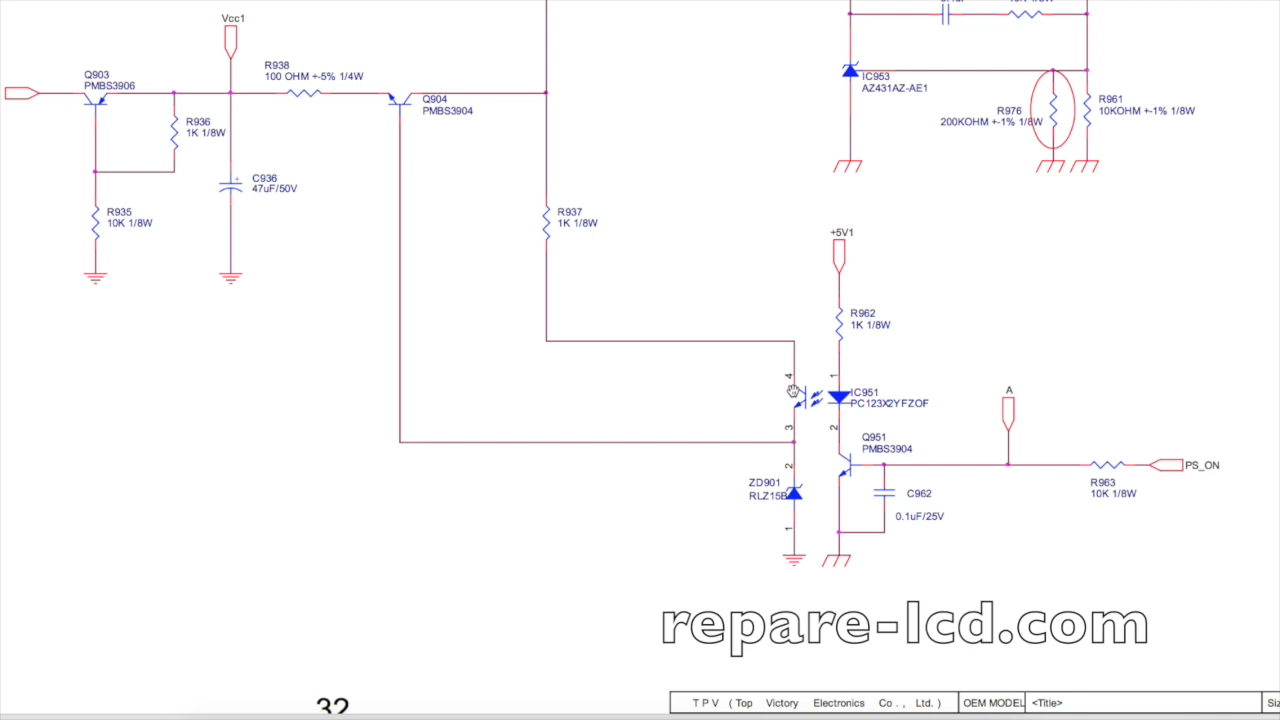 Vcc1
Q903
PMBS3906
R938
100 OHM +-5% 1/4W
Q904
PMBS3904
R936
1K 1/8W
C936
+
47uF/50V
R935
10K 1/8W
R937
1K 1/8W
IC953
AZ431AZ-AE1
R976
200KOHM +-1% 1/8W
R961
10KOHM +-1% 1/8W
+5V1
R962
1K 1/8W
4
1
IC951
PC123X2YFZOF
3
2
A
Q951
PMBS3904
PS_ON
R963
10K 1/8W
2
ZD901
RLZ15B
1
C962
0.1uF/25V
repare-lcd.com
32
T P V ( Top Victory Electronics Co . , Ltd. )
OEM MODEL
<Title>